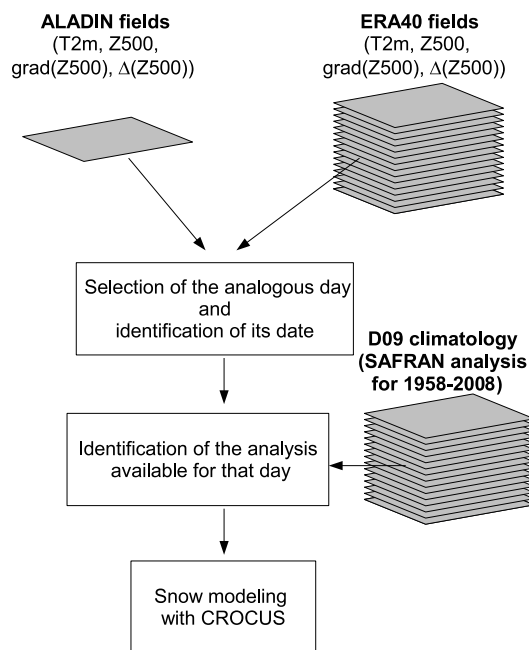 ALADIN fields
(T2m, Z500,
grad(Z500), Δ(Z500))
ERA40 fields
(T2m, Z500,
grad(Z500), Δ(Z500))
Selection of the analogous day
and
identification of its date
D09 climatology
(SAFRAN analysis
for 1958-2008)
Identification of the analysis
available for that day
Snow modeling
with CROCUS